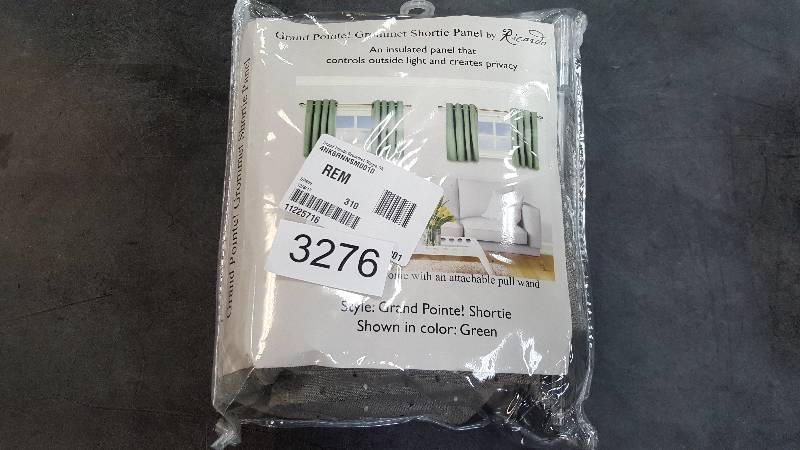 Grand Pointe! Grommet Shortie Panel by Ricardo
An insulated panel that
controls outside light and creates privacy
Grand Pointe! Grommet Shortie Panel
REM
310
11225716
3276
come with an attachable pull wand
Style: Grand Pointe! Shortie
Shown in color: Green